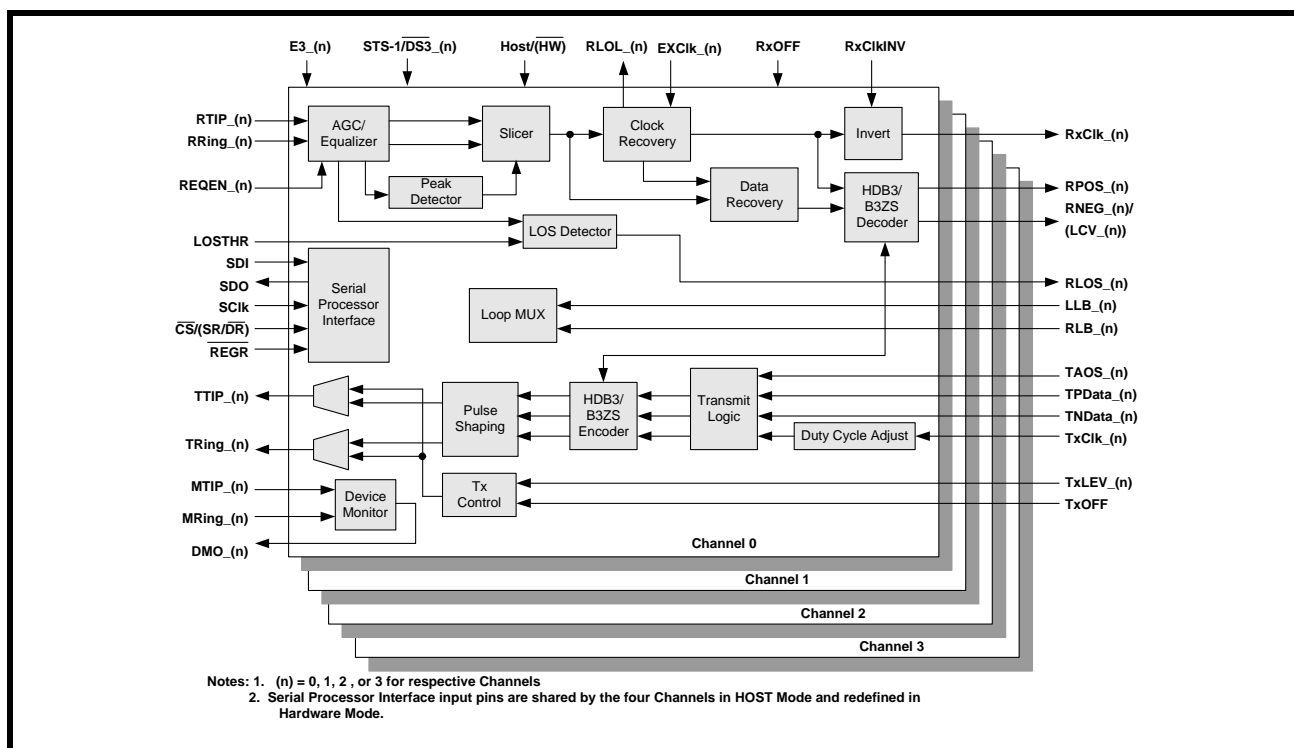 E3_(n)
STS-1/DS3_(n)
Host/(HW)
RLOL_(n)
EXClk_(n)
RxOFF
RxClkINV
RTIP_(n)
RRing_(n)
REQEN_(n)
AGC/
Equalizer
Slicer
Clock
Recovery
Invert
RxClk_(n)
Peak
Detector
Data
Recovery
HDB3/
B3ZS
Decoder
RPOS_(n)
RNEG_(n)/
(LCV_(n))
LOSTHR
LOS Detector
SDI
SDO
SClk
CS/(SR/DR)
REGR
Serial
Processor
Interface
Loop MUX
RLOS_(n)
LLB_(n)
RLB_(n)
TTIP_(n)
TRing_(n)
Pulse
Shaping
HDB3/
B3ZS
Encoder
Transmit
Logic
Duty Cycle Adjust
TAOS_(n)
TPData_(n)
TNData_(n)
TxClk_(n)
MTIP_(n)
MRing_(n)
DMO_(n)
Device
Monitor
Tx
Control
TxLEV_(n)
TxOFF
Channel 0
Channel 1
Channel 2
Channel 3
Notes: 1. (n) = 0, 1, 2 , or 3 for respective Channels
2. Serial Processor Interface input pins are shared by the four Channels in HOST Mode and redefined in
Hardware Mode.